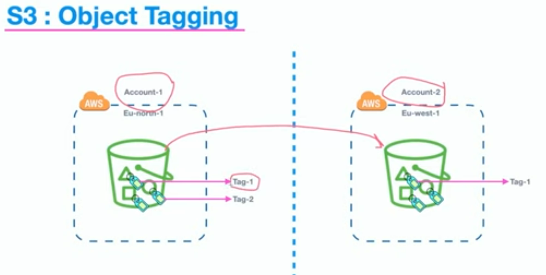 S3 : Object Tagging
Account-1
AWS
Eu-north-1
Tag-1
Tag-2
Account-2
AWS
Eu-west-1
Tag-1